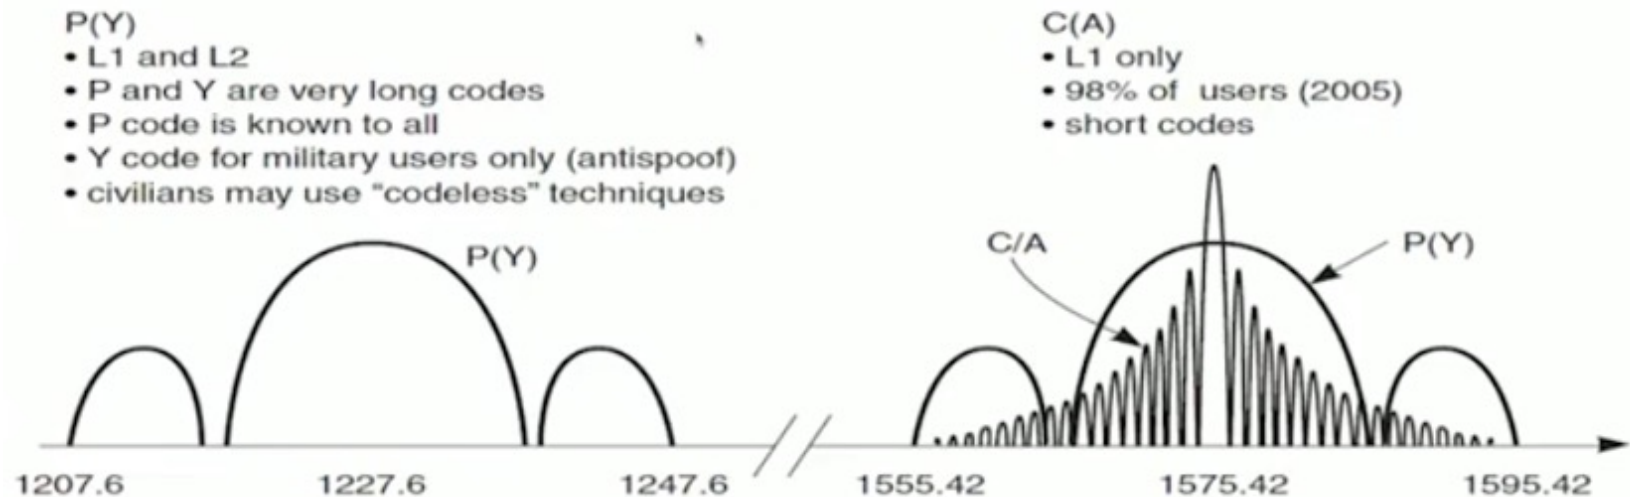 P(Y)
• L1 and L2
• P and Y are very long codes
• P code is known to all
• Y code for military users only (antispoof)
• civilians may use “codeless” techniques
C(A)
• L1 only
• 98% of users (2005)
• short codes
P(Y)
C/A
P(Y)
1207.6 1227.6 1247.6 1555.42 1575.42 1595.42